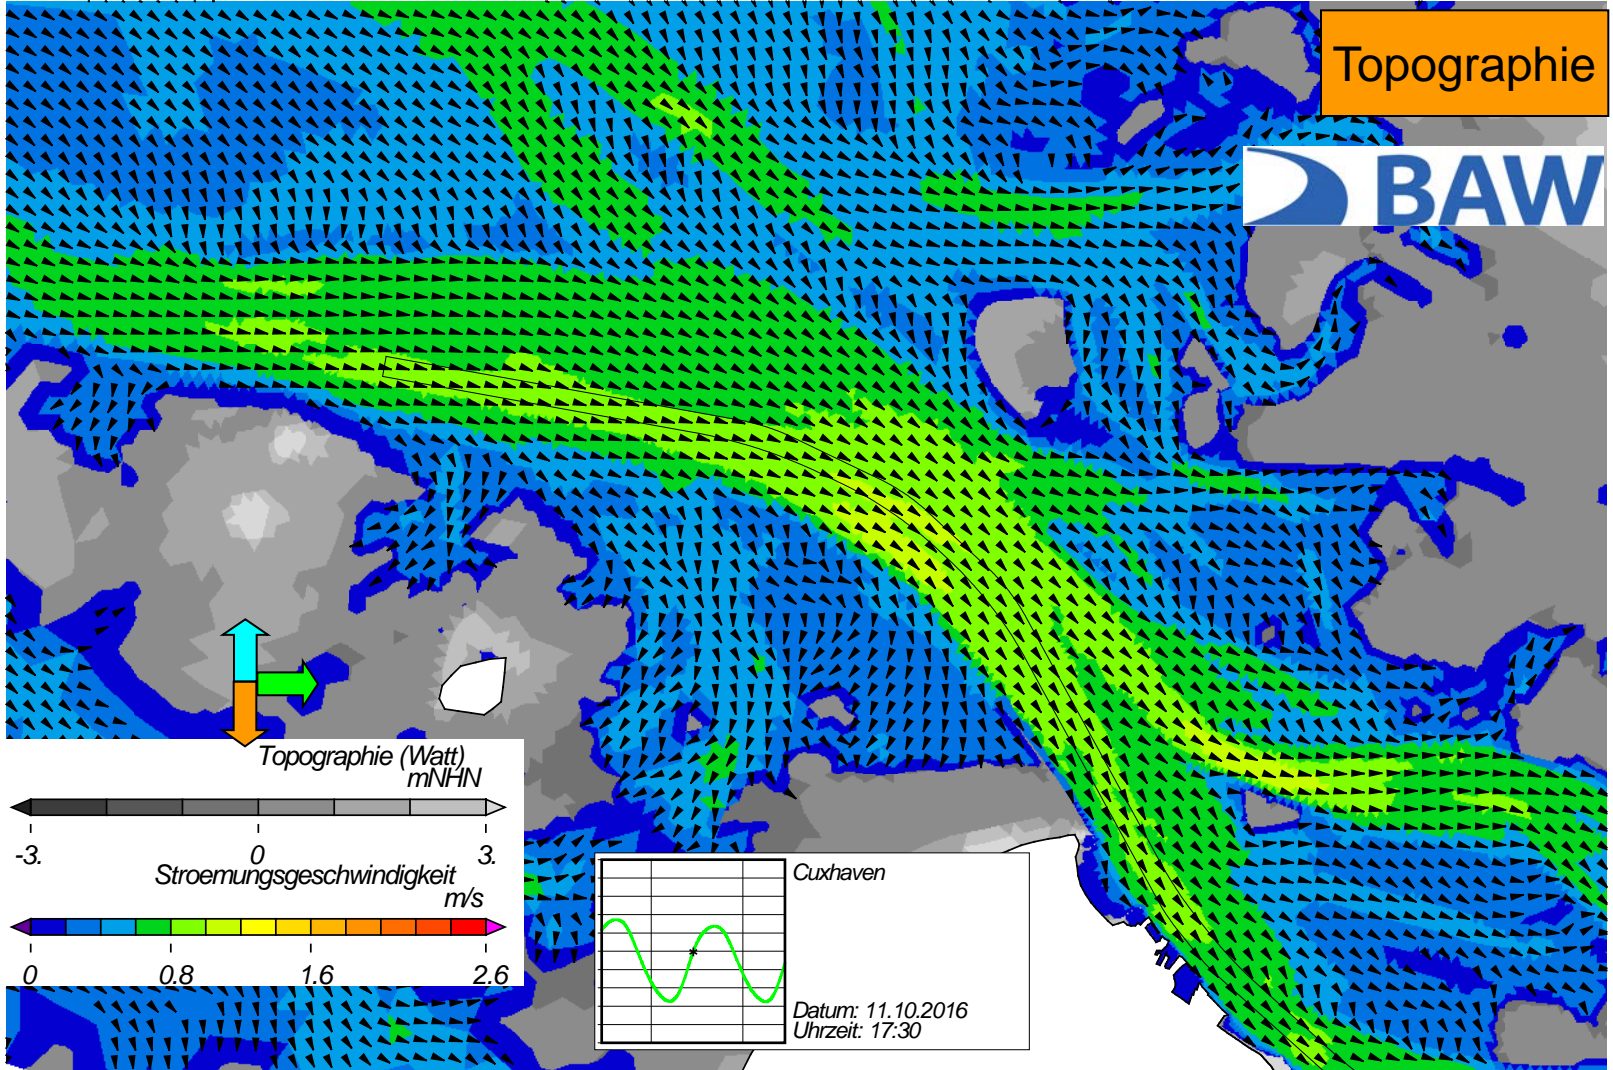 Topographie
BAW
Topographie (Watt)
mNHN
-3. 0 3.
Stroemungsgeschwindigkeit
m/s
0 0.8 1.6 2.6
Cuxhaven
Datum: 11.10.2016
Uhrzeit: 17:30